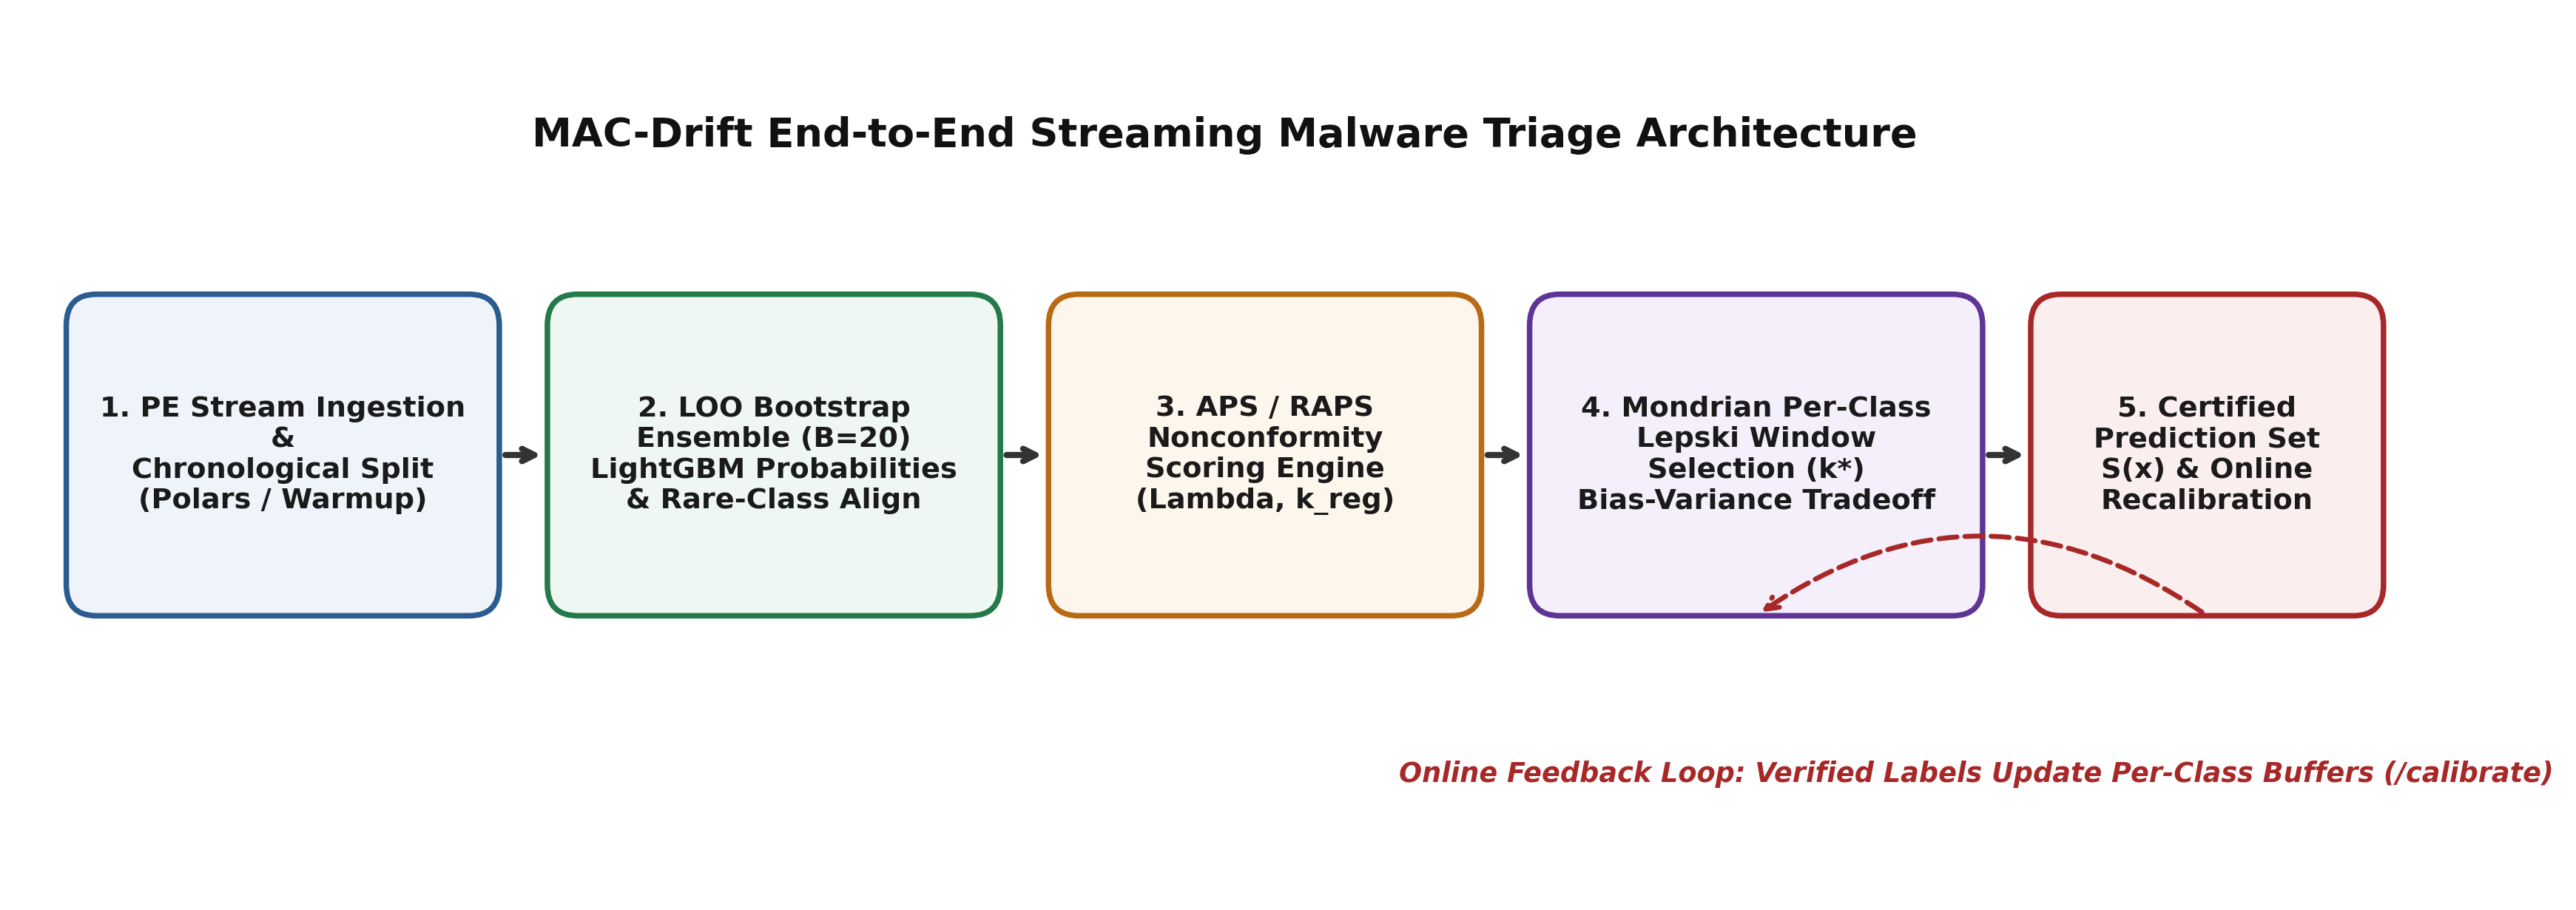 MAC-Drift End-to-End Streaming Malware Triage Architecture
1. PE Stream Ingestion
&
Chronological Split
(Polars / Warmup)
2. LOO Bootstrap
Ensemble (B=20)
LightGBM Probabilities
& Rare-Class Align
3. APS / RAPS
Nonconformity
Scoring Engine
(Lambda, k_reg)
4. Mondrian Per-Class
Lepski Window
Selection (k*)
Bias-Variance Tradeoff
5. Certified
Prediction Set
S(x) & Online
Recalibration
Online Feedback Loop: Verified Labels Update Per-Class Buffers (/calibrate)